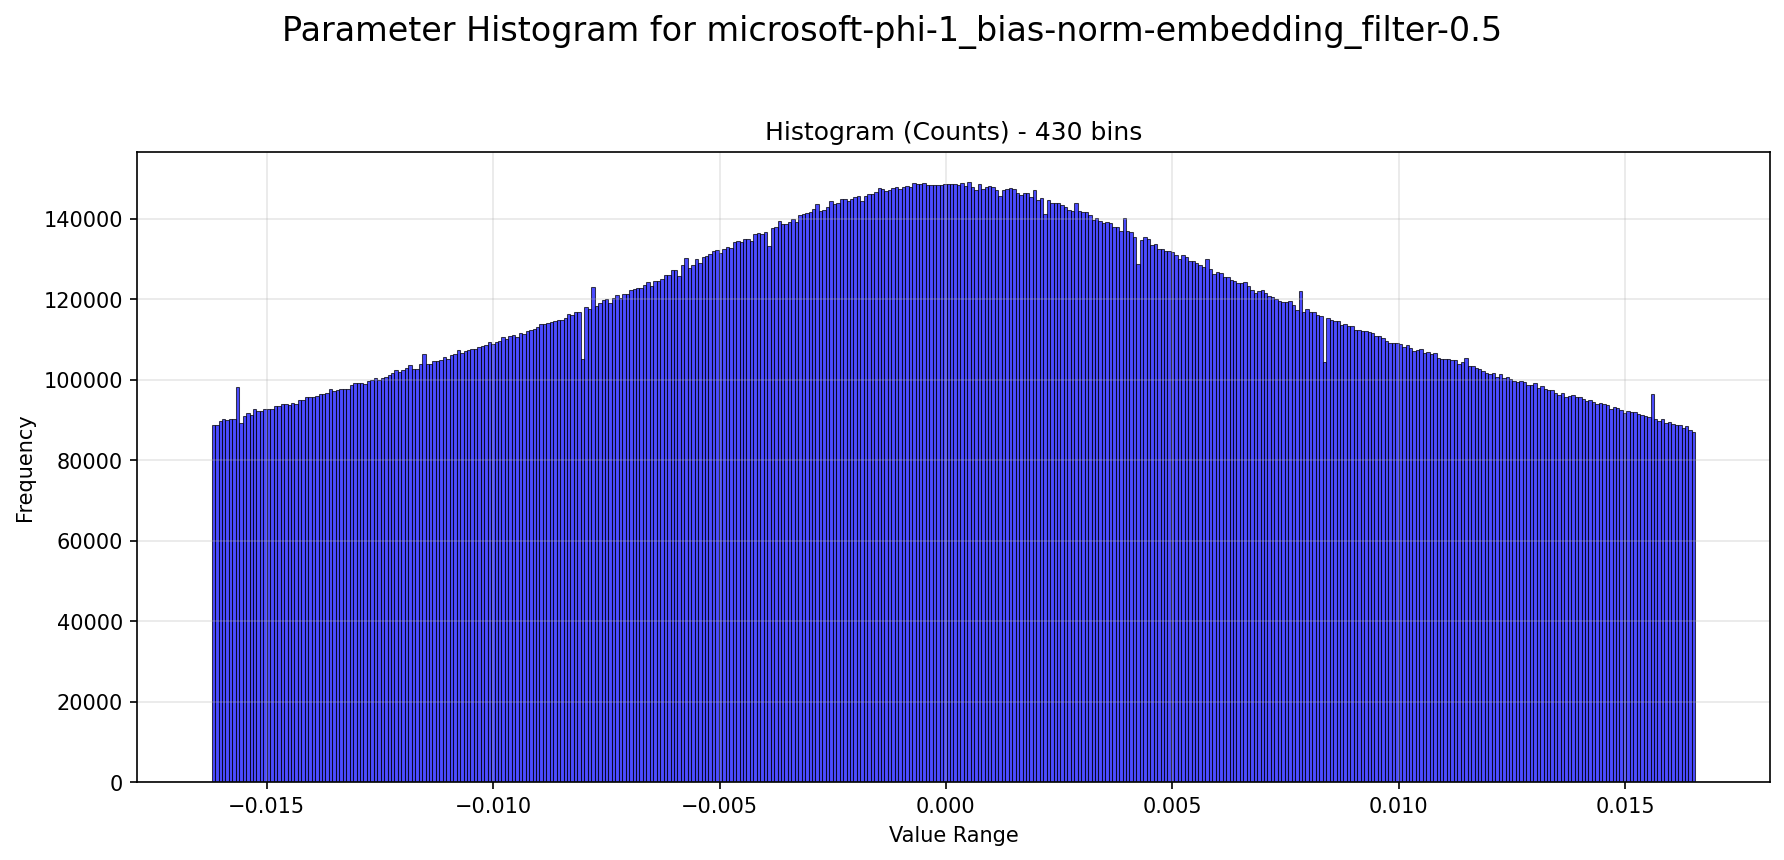 Parameter Histogram for microsoft-phi-1_bias-norm-embedding_filter-0.5
Histogram (Counts) - 430 bins
140000
120000
100000
80000
60000
40000
20000
0
Frequency
−0.015 −0.010 −0.005 0.000 0.005 0.010 0.015
Value Range